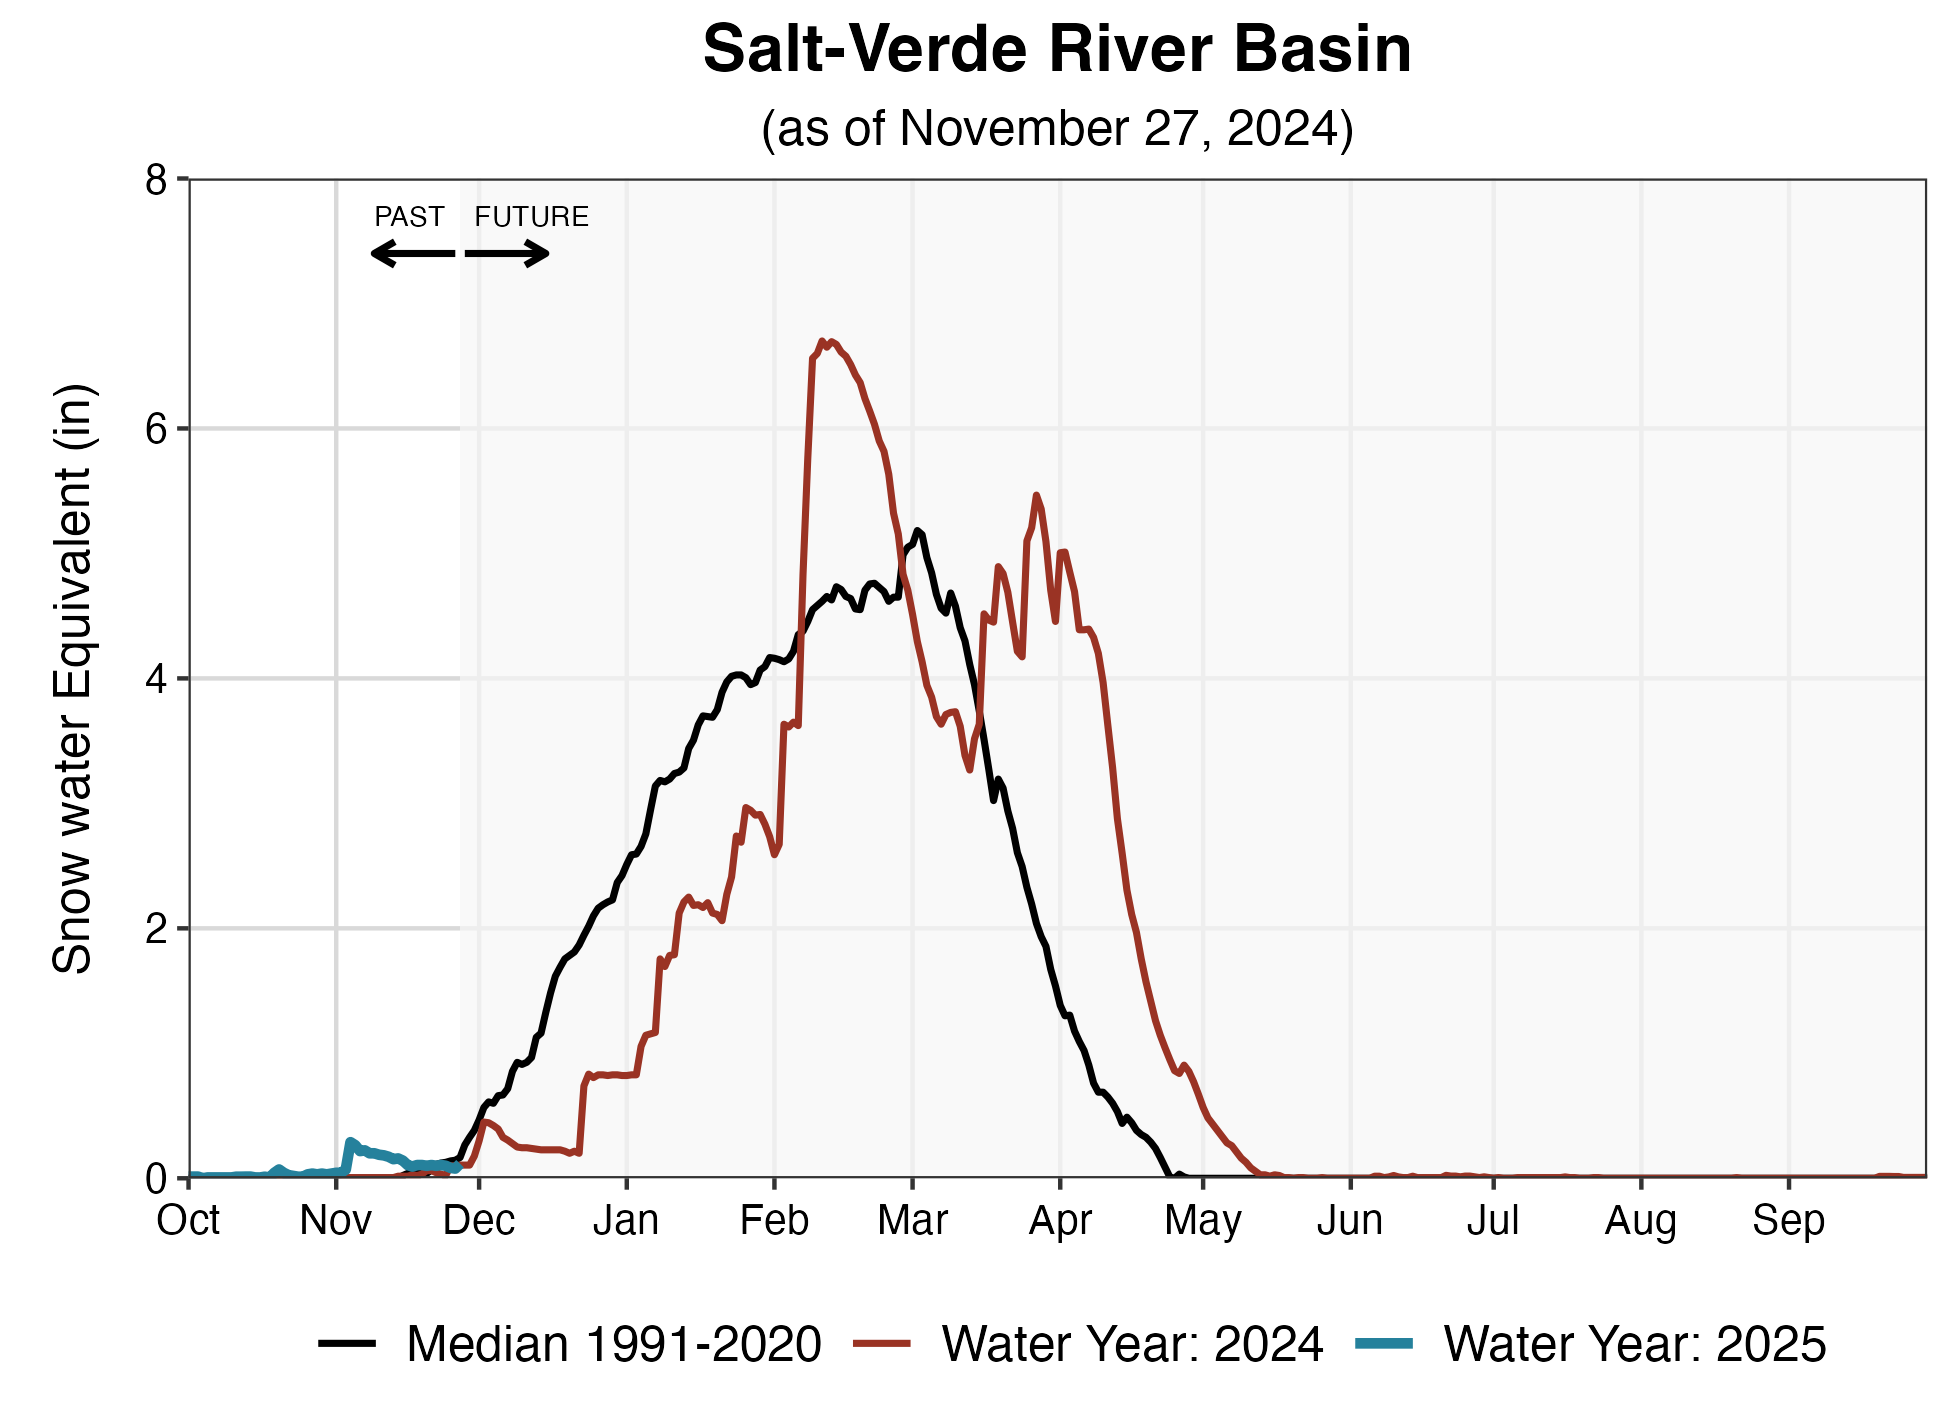 Salt-Verde River Basin
(as of November 27, 2024)
PAST FUTURE
Snow water Equivalent (in)
8
6
4
2
0
Oct Nov Dec Jan Feb Mar Apr May Jun Jul Aug Sep
Median 1991-2020 Water Year: 2024 Water Year: 2025